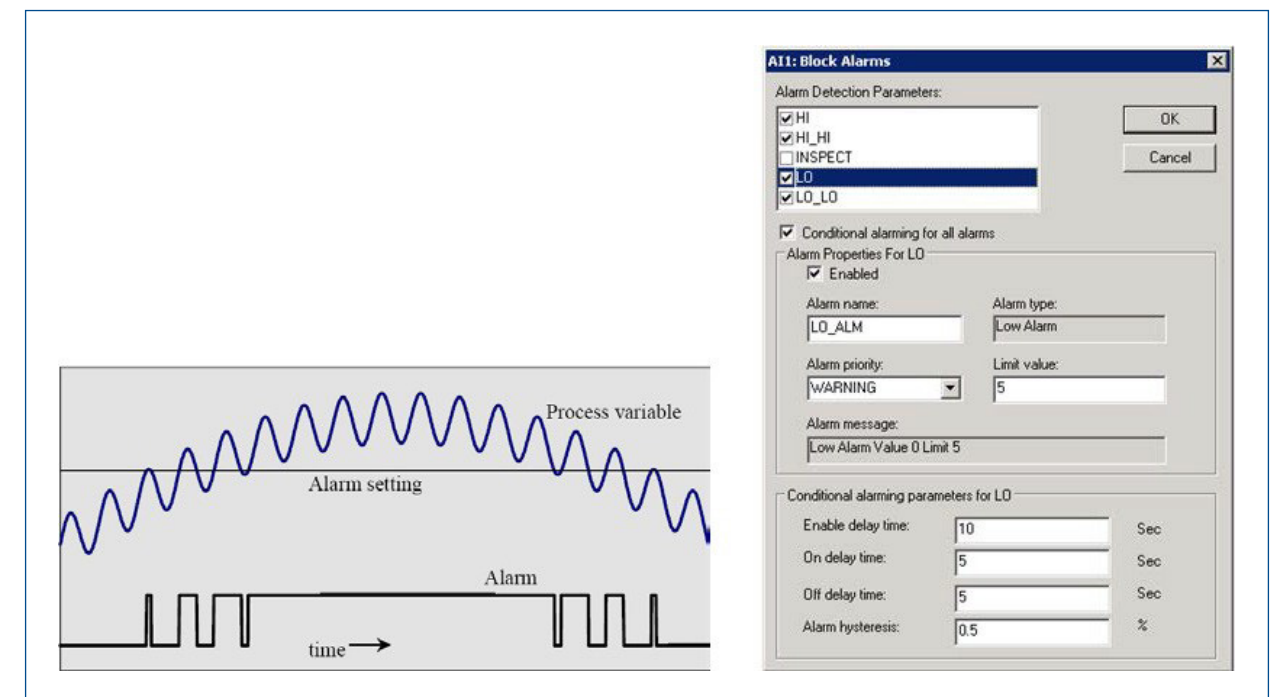 Process variable
Alarm setting
Alarm
time
AI1: Block Alarms
Alarm Detection Parameters:
HI
HI_HI
INSPECT
LO
LO_LO
OK
Cancel
Conditional alarming for all alarms
Alarm Properties For LO
Enabled
Alarm name:
Alarm type:
LO_ALM
Low Alarm
Alarm priority:
Limit value:
WARNING
5
Alarm message:
Low Alarm Value 0 Limit 5
Conditional alarming parameters for LO
Enable delay time: 10 Sec
On delay time: 5 Sec
Off delay time: 5 Sec
Alarm hysteresis: 0.5 %